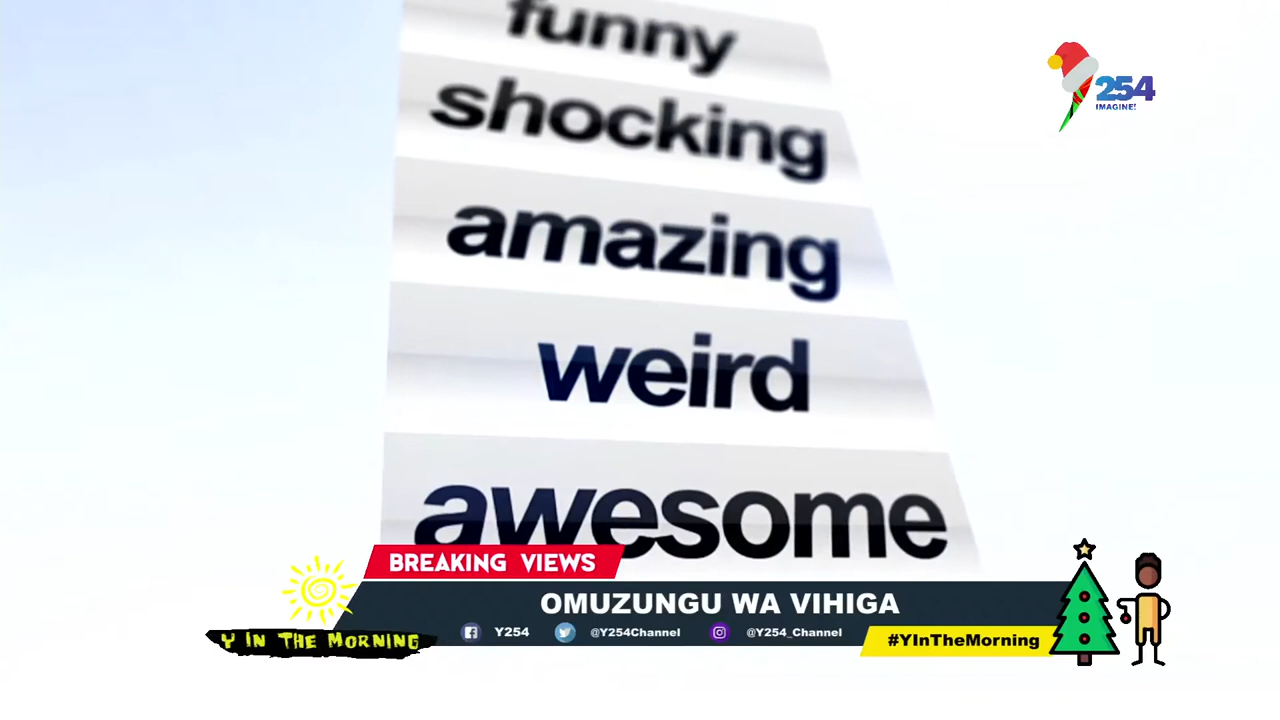 funny
shocking
amazing
weird
awesome
254
IMAGINE!
BREAKING VIEWS
OMUZUNGU WA VIHIGA
Y IN THE MORNING
Y254
@Y254Channel
@Y254_Channel
#YInTheMorning